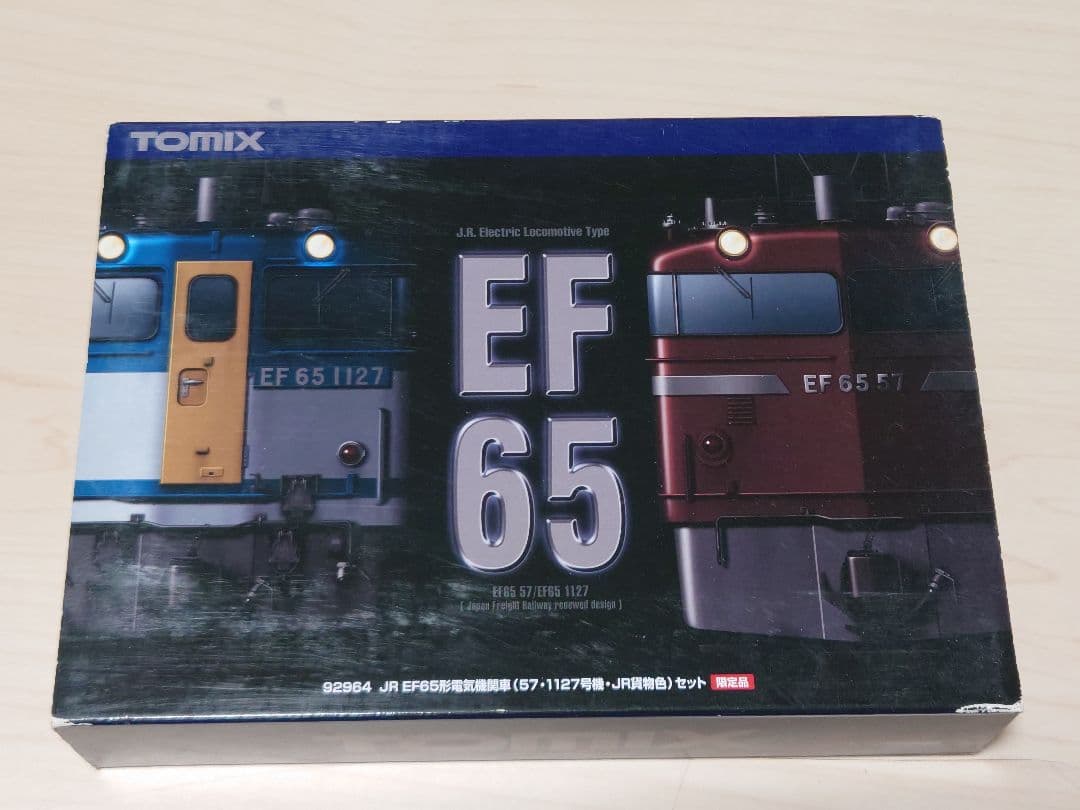 TOMIX
J.R. Electric Locomotive Type
EF
65
EF 65 1127
EF 65 57
EF65 57/EF65 1127
( Japan Freight Railway renewed design )
92964 JR EF65形電気機関車(57・1127号機・JR貨物色)セット 限定品
TOMIX